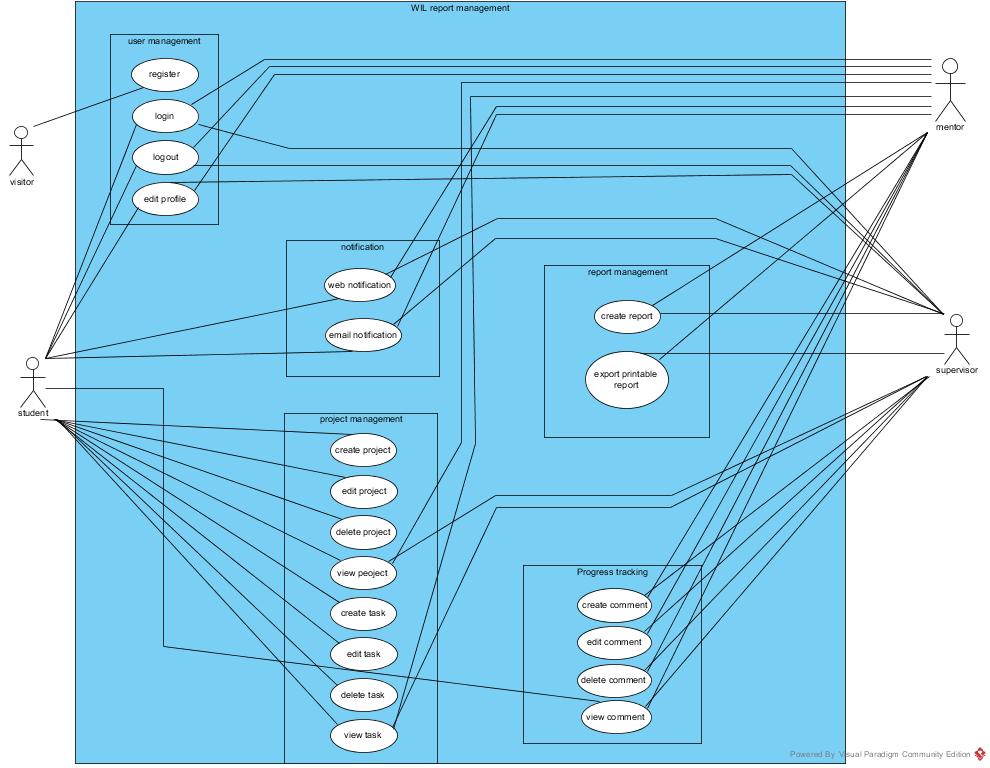 WIL report management
user management
register
login
logout
edit profile
visitor
mentor
notification
web notification
email notification
report management
create report
export printable
report
student
supervisor
project management
create project
edit project
delete project
view peoject
create task
edit task
delete task
view task
Progress tracking
create comment
edit comment
delete comment
view comment
Powered By Visual Paradigm Community Edition